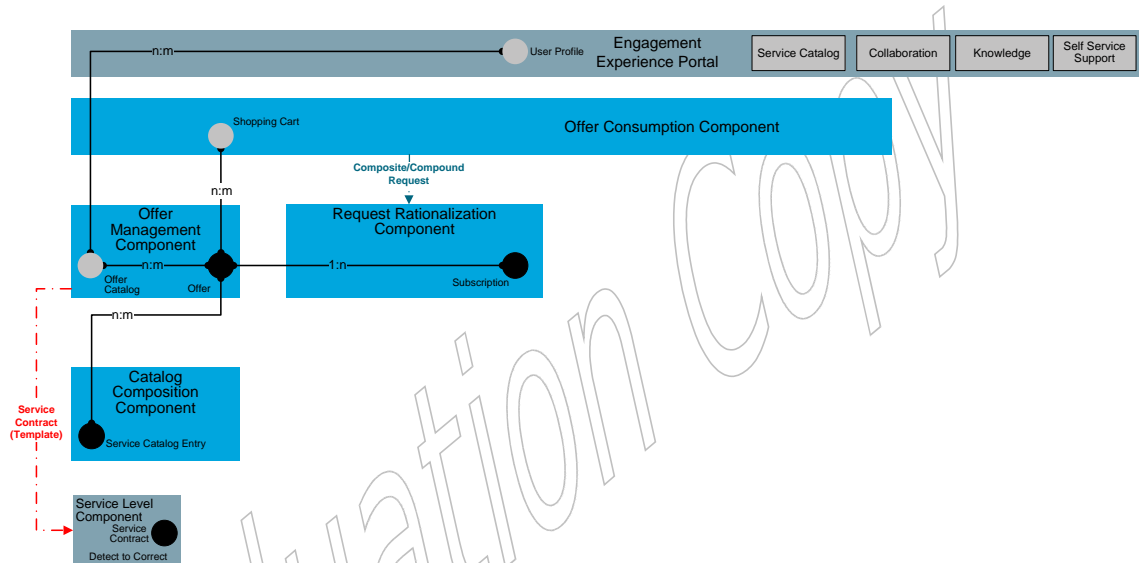 n:m
User Profile
Engagement
Experience Portal
Service Catalog
Collaboration
Knowledge
Self Service
Support
Shopping Cart
Offer Consumption Component
Composite/Compound
Request
n:m
Offer
Management
Component
Request Rationalization
Component
n:m
1:n
Offer
Catalog
Offer
Subscription
n:m
Catalog
Composition
Component
Service
Contract
(Template)
Service Catalog Entry
Service Level
Component
Service
Contract
Detect to Correct
uation Copy